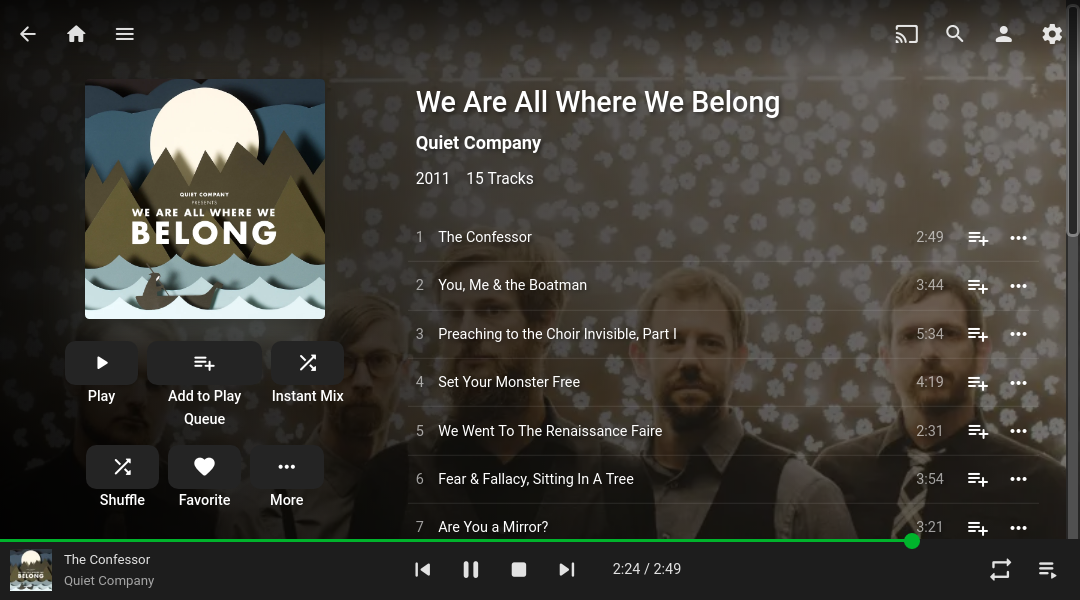 We Are All Where We Belong
Quiet Company
2011 15 Tracks
QUIET COMPANY
PRESENTS
WE ARE ALL WHERE WE
BELONG
Play
Add to Play
Queue
Instant Mix
Shuffle
Favorite
More
1 The Confessor 2:49
2 You, Me & the Boatman 3:44
3 Preaching to the Choir Invisible, Part I 5:34
4 Set Your Monster Free 4:19
5 We Went To The Renaissance Faire 2:31
6 Fear & Fallacy, Sitting In A Tree 3:54
7 Are You a Mirror? 3:21
BELONG
The Confessor
Quiet Company
2:24 / 2:49